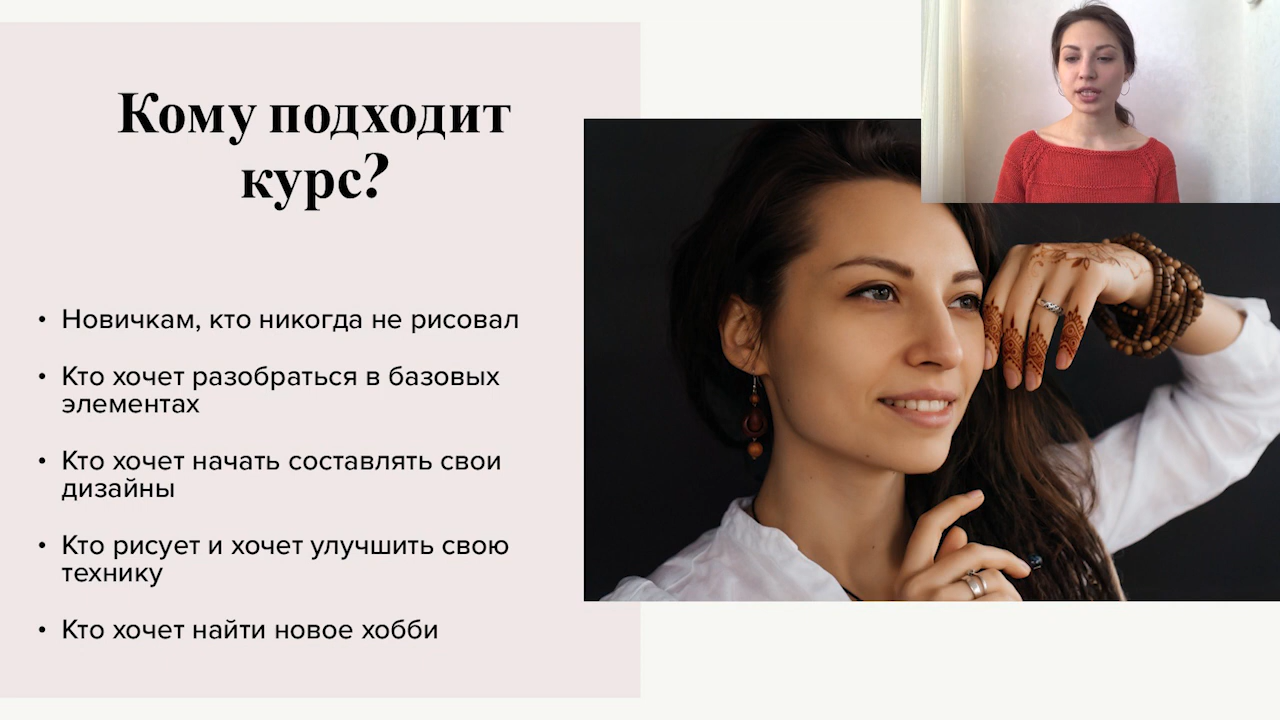 Кому подходит
курс?
• Новичкам, кто никогда не рисовал
• Кто хочет разобраться в базовых
элементах
• Кто хочет начать составлять свои
дизайны
• Кто рисует и хочет улучшить свою
технику
• Кто хочет найти новое хобби